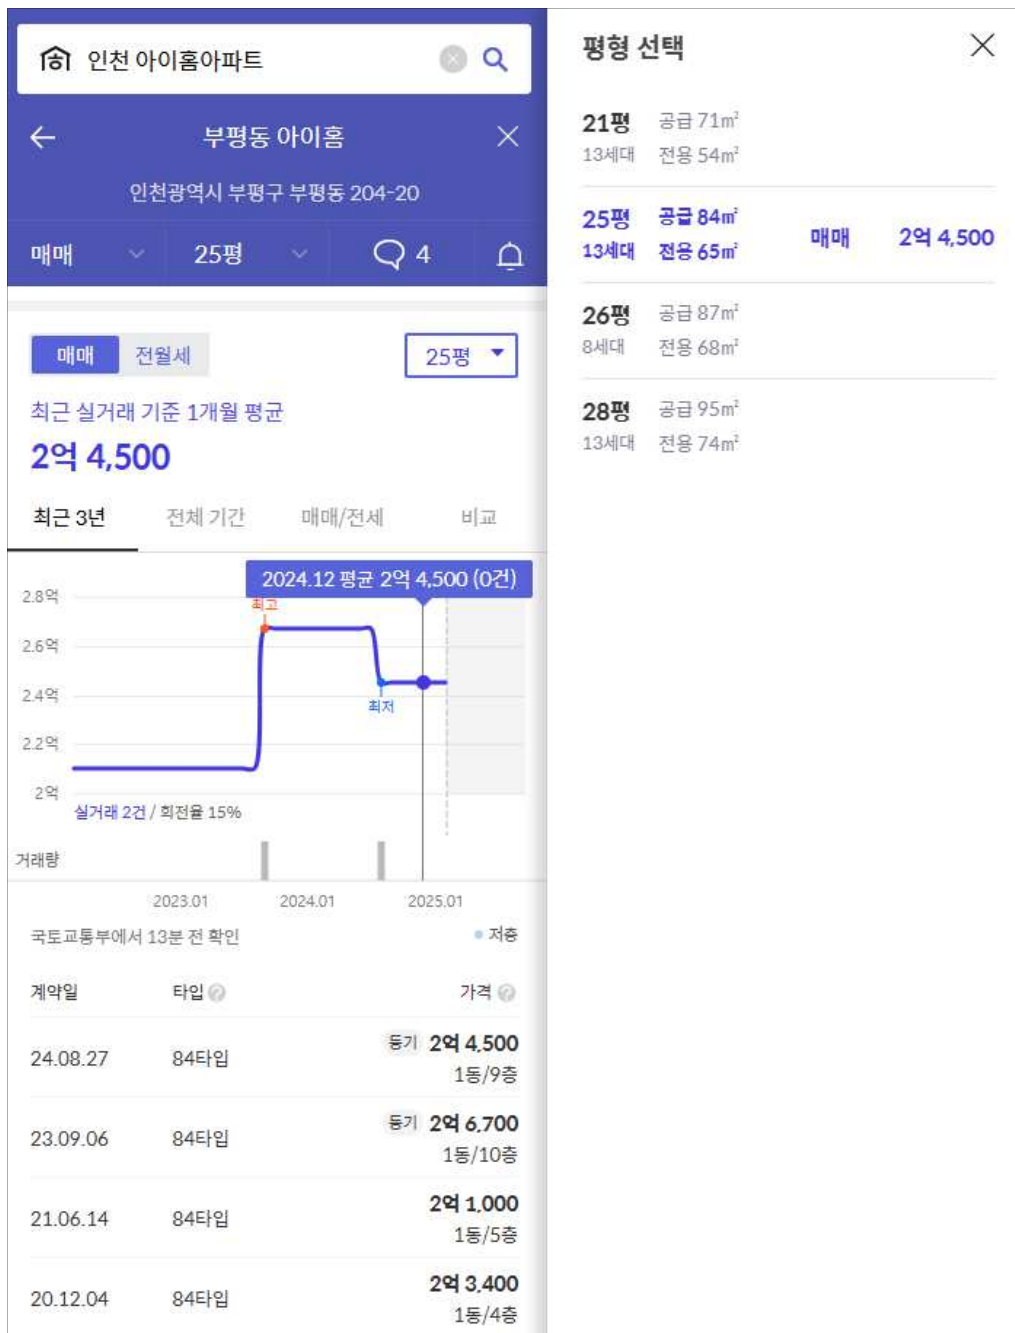 인천 아이홈아파트
부평동 아이홈
인천광역시 부평구 부평동 204-20
매매 25평 4
매매 전월세 25평
최근 실거래 기준 1개월 평균
2억 4,500
최근 3년 전체 기간 매매/전세 비교
2024.12 평균 2억 4,500 (0건)
2.8억
최고
2.6억
2.4억
최저
2.2억
2억
실거래 2건 / 회전율 15%
거래량
2023.01 2024.01 2025.01
국토교통부에서 13분 전 확인 저층
계약일 타입 가격
24.08.27 84타입 등기 2억 4,500
1동/9층
23.09.06 84타입 등기 2억 6,700
1동/10층
21.06.14 84타입 2억 1,000
1동/5층
20.12.04 84타입 2억 3,400
1동/4층
평형 선택
21평 공급 71㎡
13세대 전용 54㎡
25평 공급 84㎡
13세대 전용 65㎡
매매 2억 4,500
26평 공급 87㎡
8세대 전용 68㎡
28평 공급 95㎡
13세대 전용 74㎡